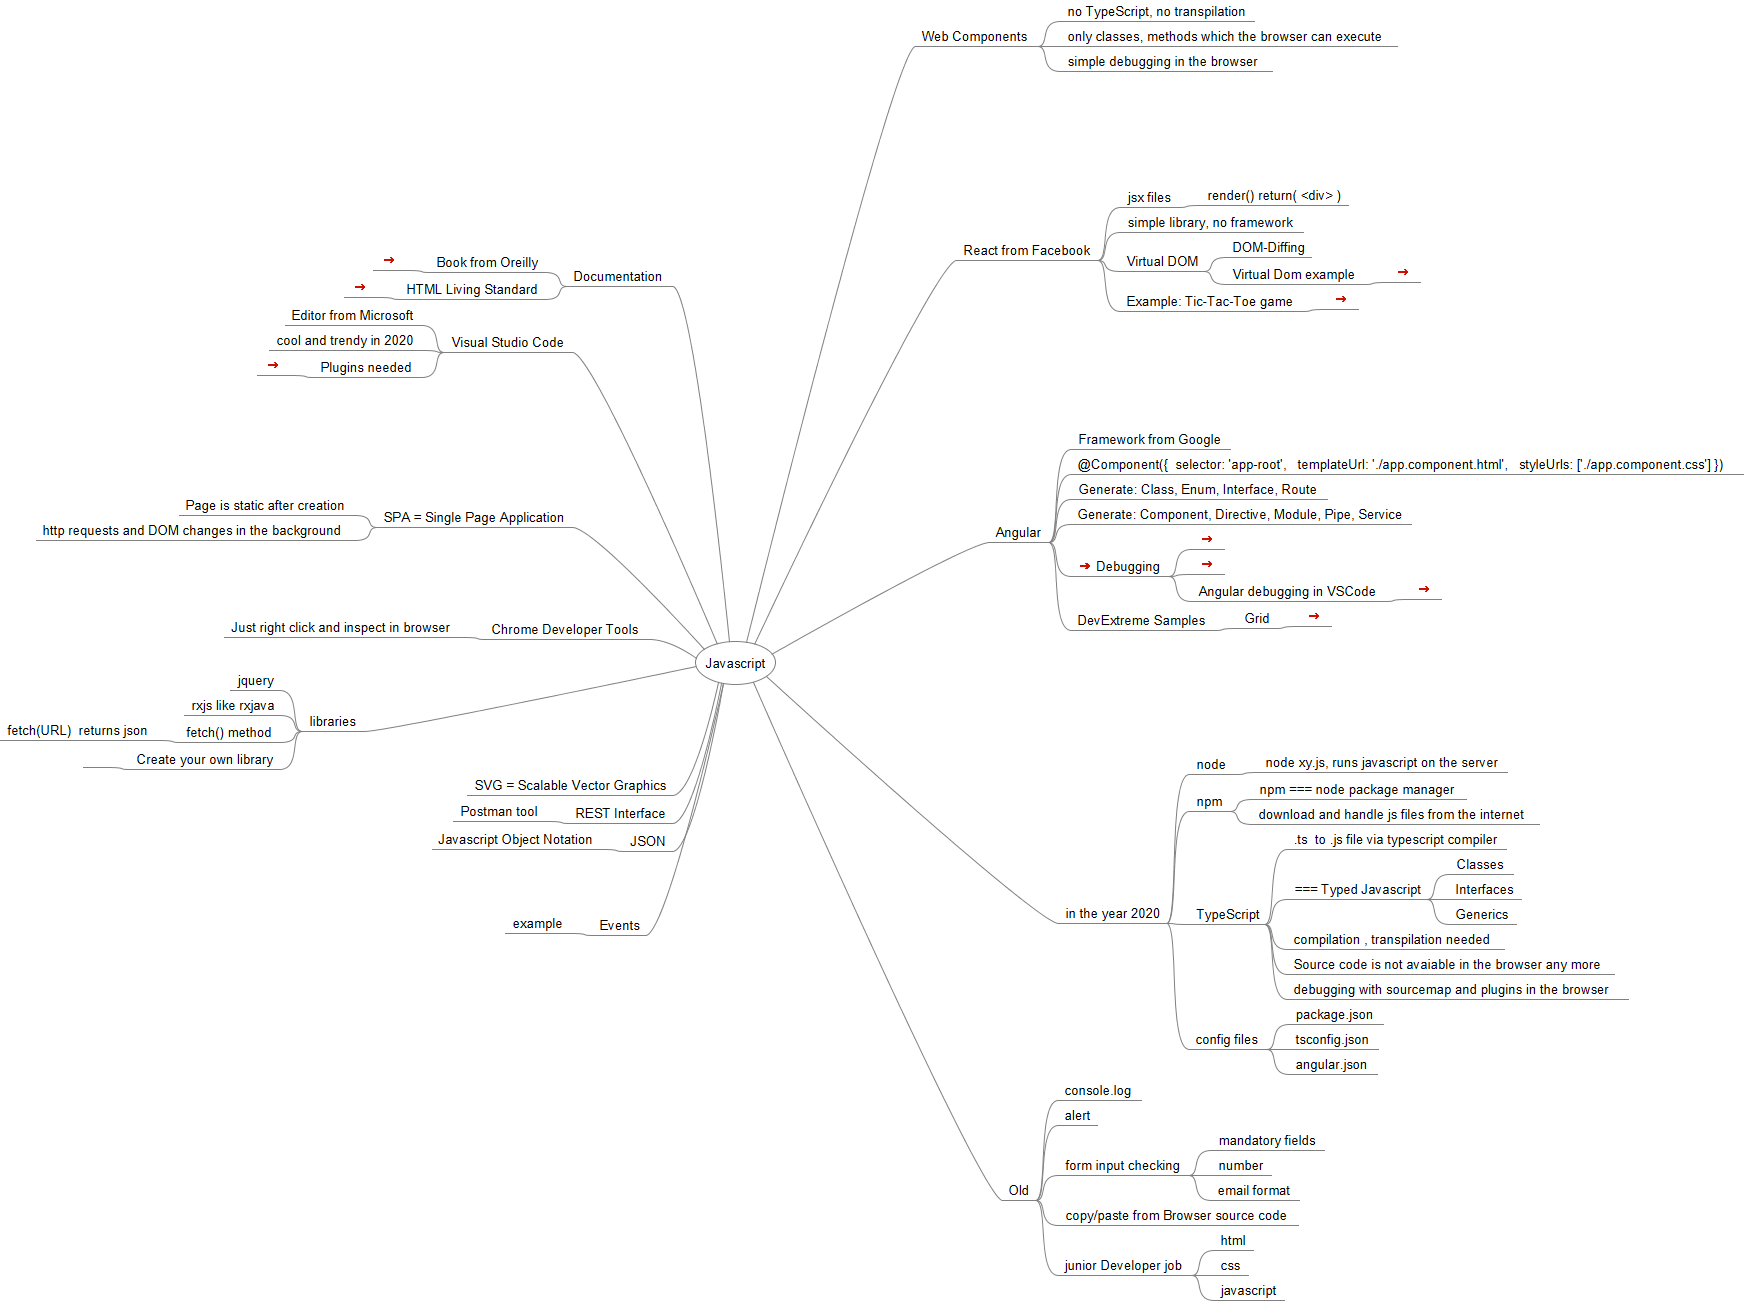 no TypeScript, no transpilation
Web Components
only classes, methods which the browser can execute
simple debugging in the browser
jsx files
render() return( <div> )
simple library, no framework
React from Facebook
Virtual DOM
DOM-Diffing
Virtual Dom example
Example: Tic-Tac-Toe game
Framework from Google
@Component({  selector: 'app-root',   templateUrl: './app.component.html',   styleUrls: ['./app.component.css'] })
Generate: Class, Enum, Interface, Route
Generate: Component, Directive, Module, Pipe, Service
Angular
Debugging
Angular debugging in VSCode
DevExtreme Samples
Grid
Book from Oreilly
Documentation
HTML Living Standard
Editor from Microsoft
cool and trendy in 2020
Visual Studio Code
Plugins needed
Page is static after creation
SPA = Single Page Application
http requests and DOM changes in the background
Just right click and inspect in browser
Chrome Developer Tools
Javascript
jquery
rxjs like rxjava
libraries
fetch(URL)  returns json
fetch() method
Create your own library
SVG = Scalable Vector Graphics
Postman tool
REST Interface
Javascript Object Notation
JSON
example
Events
node
node xy.js, runs javascript on the server
npm
npm === node package manager
download and handle js files from the internet
in the year 2020
TypeScript
.ts  to .js file via typescript compiler
=== Typed Javascript
Classes
Interfaces
Generics
compilation , transpilation needed
Source code is not avaiable in the browser any more
debugging with sourcemap and plugins in the browser
config files
package.json
tsconfig.json
angular.json
Old
console.log
alert
form input checking
mandatory fields
number
email format
copy/paste from Browser source code
junior Developer job
html
css
javascript